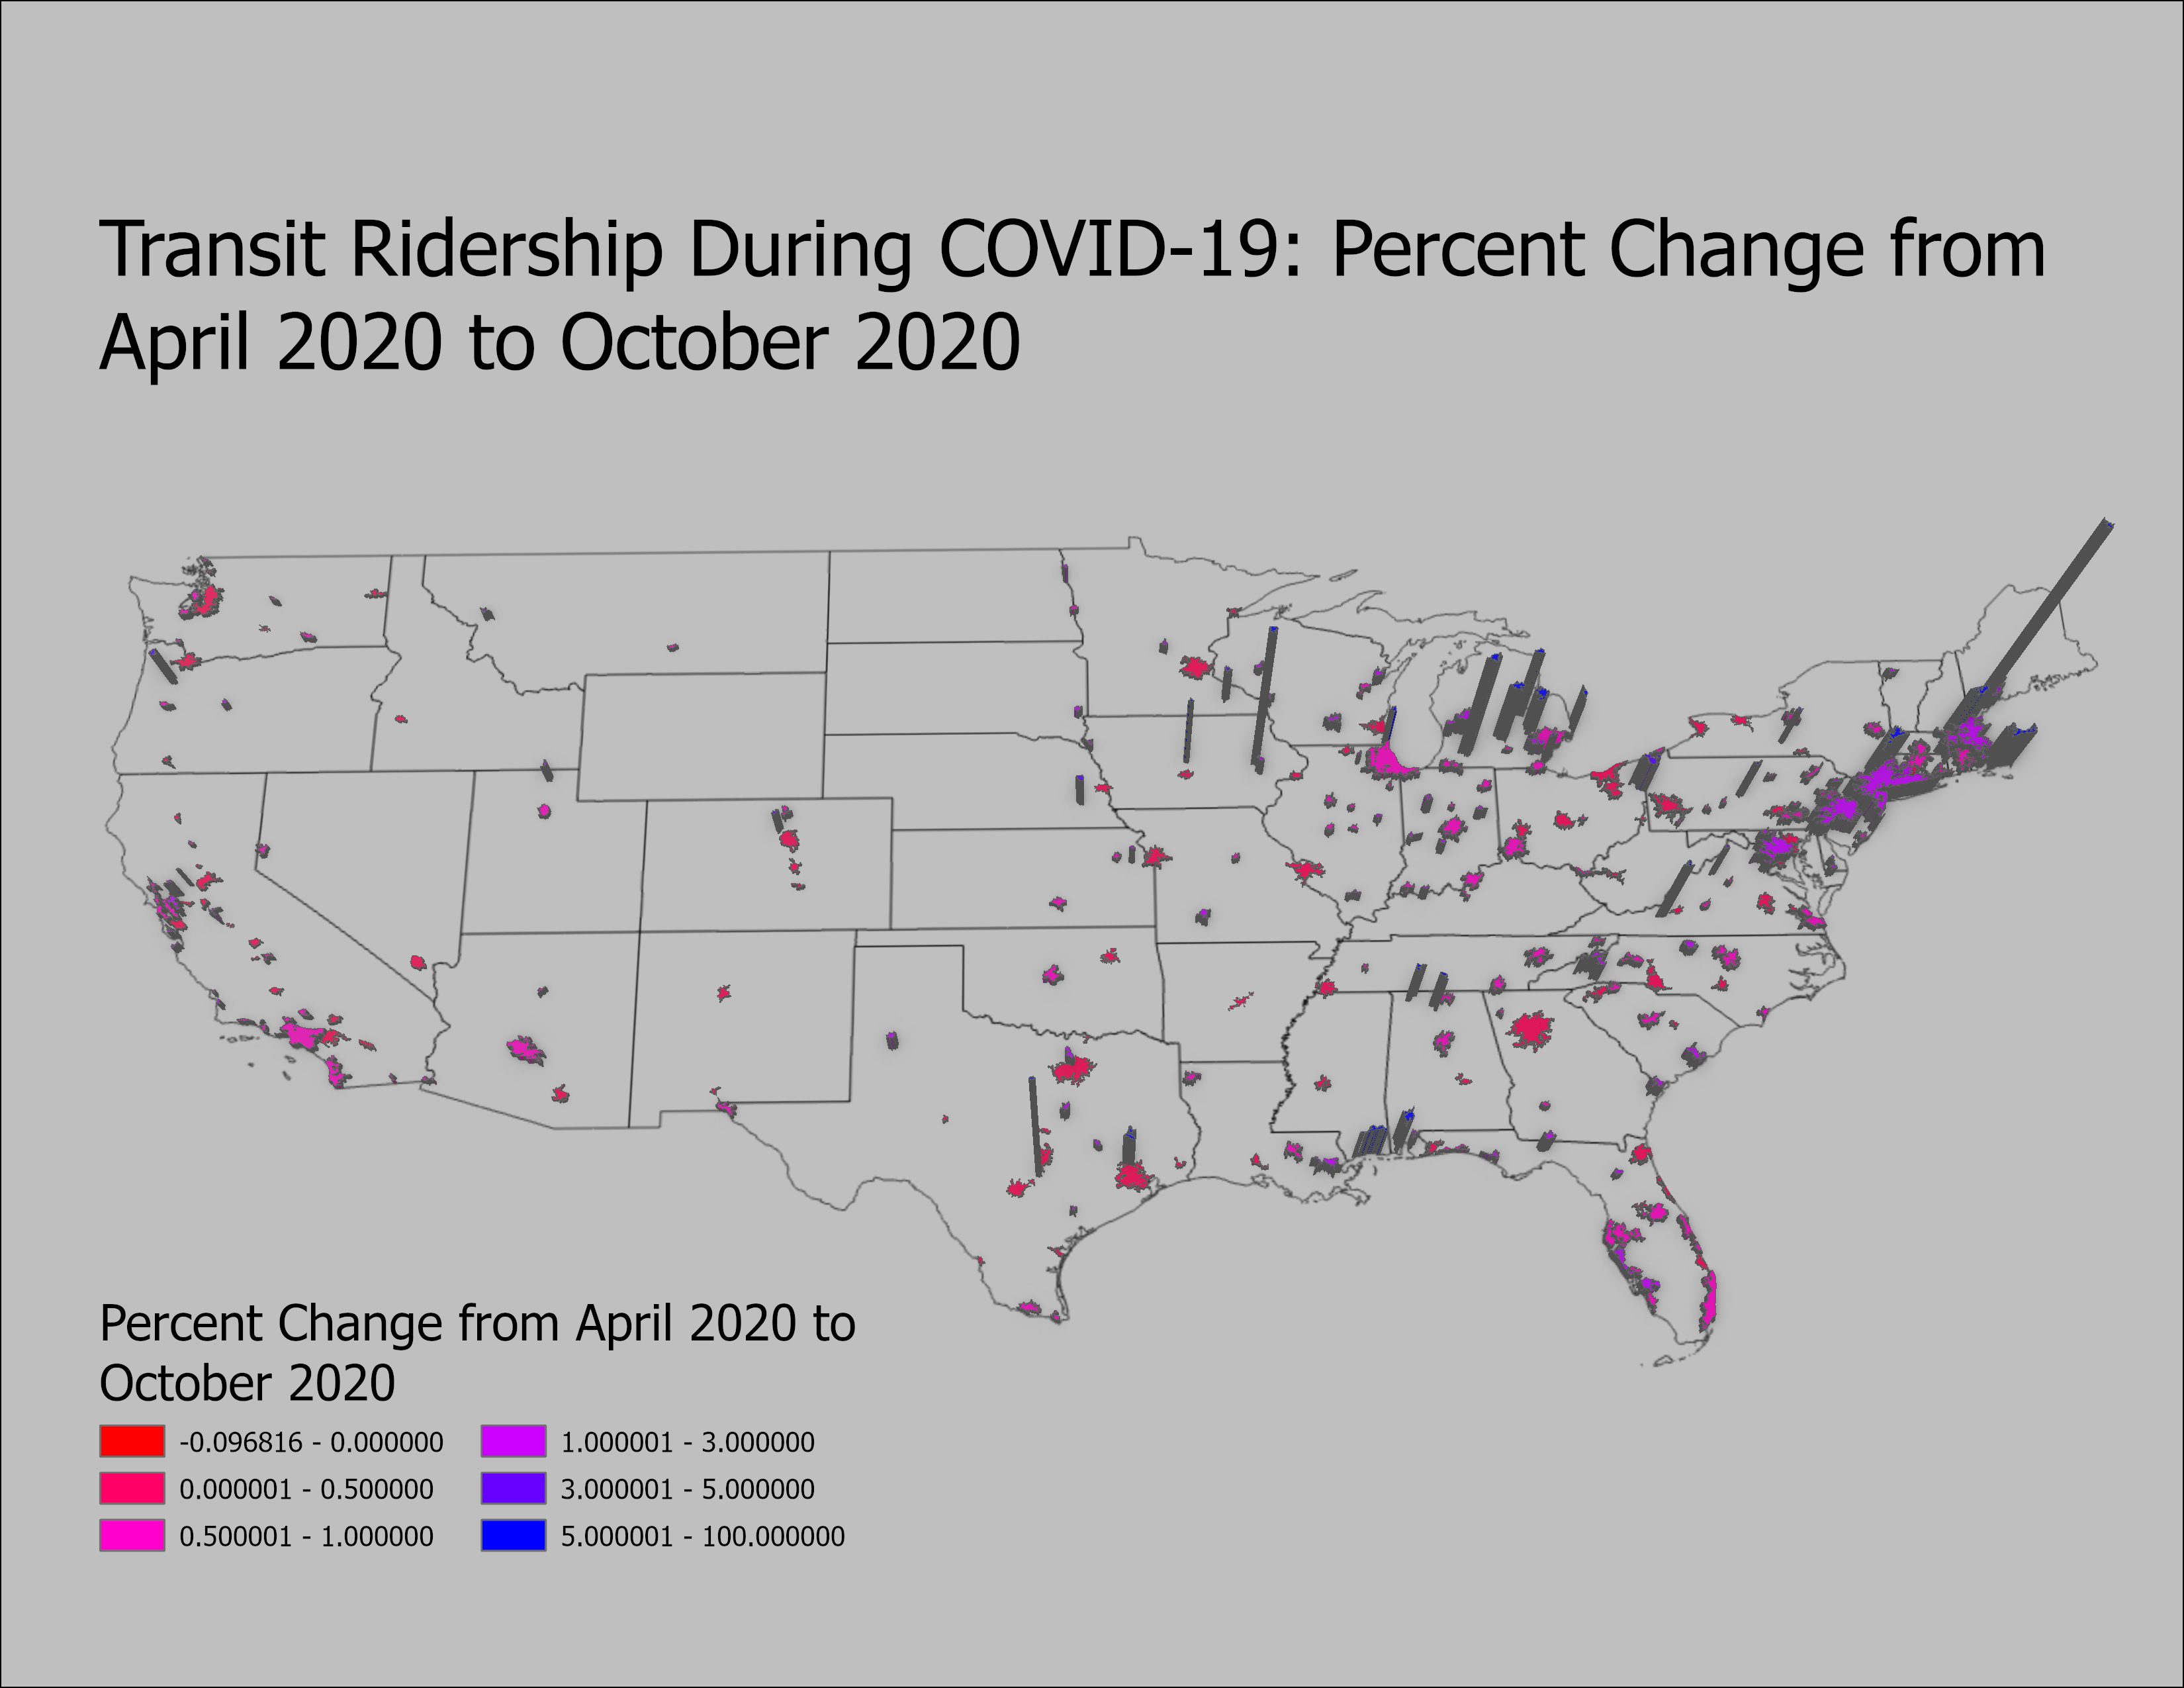 Transit Ridership During COVID-19: Percent Change from
April 2020 to October 2020
Percent Change from April 2020 to
October 2020
-0.096816 - 0.000000
0.000001 - 0.500000
0.500001 - 1.000000
1.000001 - 3.000000
3.000001 - 5.000000
5.000001 - 100.000000